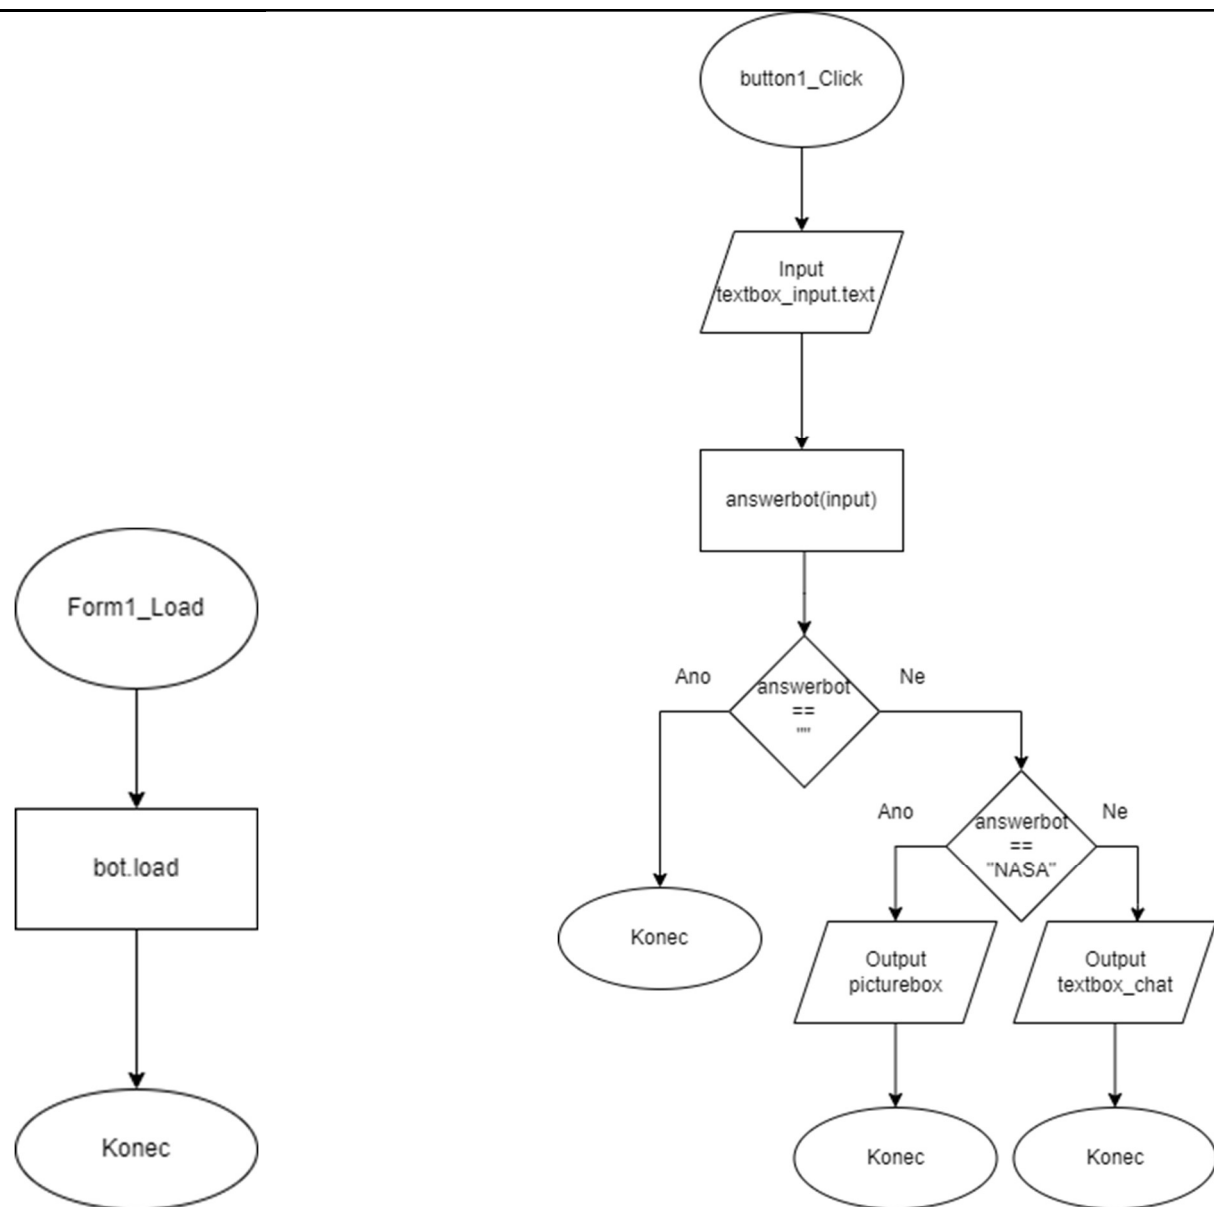 button1_Click
Input
textbox_input.text
answerbot(input)
Ano
answerbot
==
""
Ne
Ano
answerbot
==
"NASA"
Ne
Konec
Output
picturebox
Output
textbox_chat
Konec
Konec
Form1_Load
bot.load
Konec